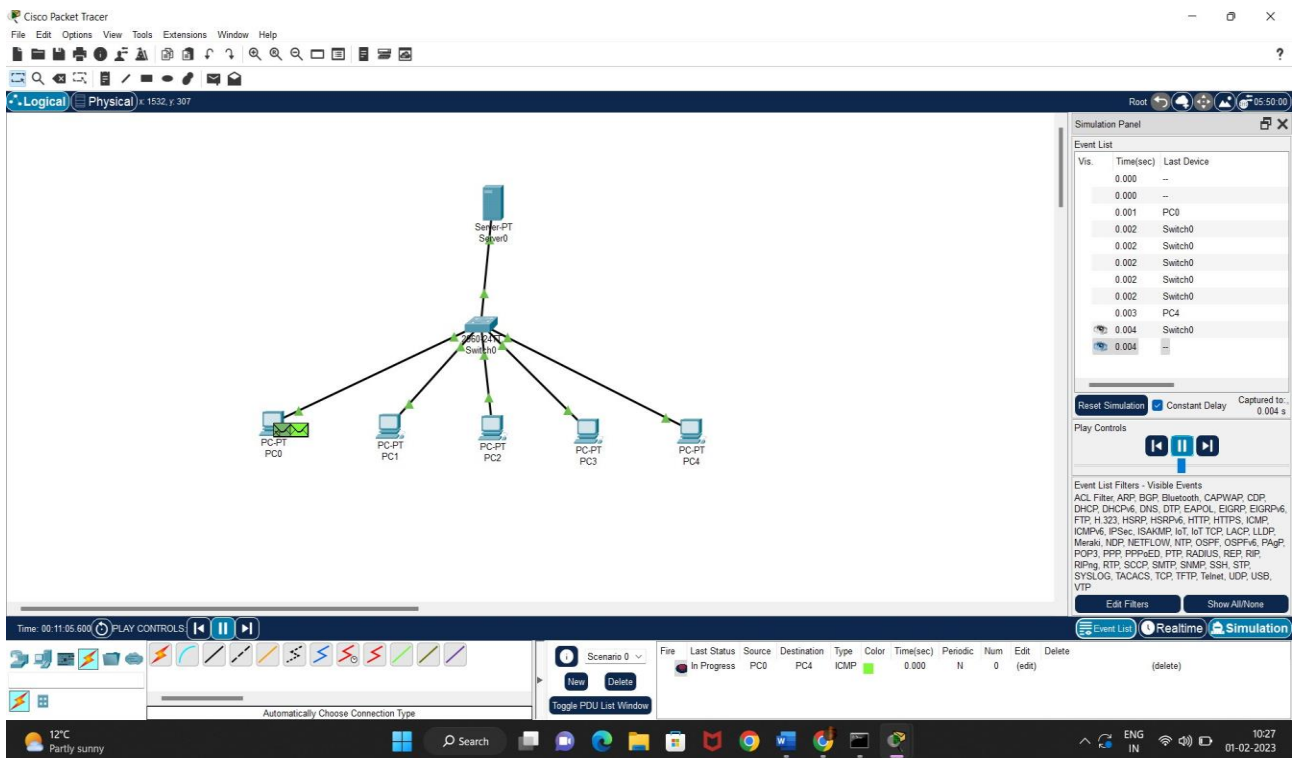 Cisco Packet Tracer
File Edit Options View Tools Extensions Window Help
?
Logical Physical x: 1532, y: 307
Root 05:50:00
Server-PT
Server0
Switch0
PC-PT
PC0
PC-PT
PC1
PC-PT
PC2
PC-PT
PC3
PC-PT
PC4
Simulation Panel
Event List
Vis. Time(sec) Last Device
0.000 --
0.000 --
0.001 PC0
0.002 Switch0
0.002 Switch0
0.002 Switch0
0.002 Switch0
0.002 Switch0
0.003 PC4
0.004 Switch0
0.004 --
Reset Simulation Constant Delay Captured to:
0.004 s
Play Controls
Event List Filters - Visible Events
ACL Filter, ARP, BGP, Bluetooth, CAPWAP, CDP,
DHCP, DHCPv6, DNS, DTP, EAPOL, EIGRP, EIGRPv6,
FTP, H.323, HSRP, HSRPv6, HTTP, HTTPS, ICMP,
ICMPv6, IPSec, ISAKMP, IoT, IoT TCP, LACP, LLDP,
Meraki, NDP, NETFLOW, NTP, OSPF, OSPFv6, PAgP,
POP3, PPP, PPPoED, PTP, RADIUS, REP, RIP,
RIPng, RTP, SCCP, SMTP, SNMP, SSH, STP,
SYSLOG, TACACS, TCP, TFTP, Telnet, UDP, USB,
VTP
Edit Filters Show All/None
Time: 00:11:05.600 PLAY CONTROLS:
Event List Realtime Simulation
Automatically Choose Connection Type
Scenario 0
New Delete
Toggle PDU List Window
Fire Last Status Source Destination Type Color Time(sec) Periodic Num Edit Delete
In Progress PC0 PC4 ICMP 0.000 N 0 (edit) (delete)
12°C
Partly sunny
Search
ENG
IN
10:27
01-02-2023